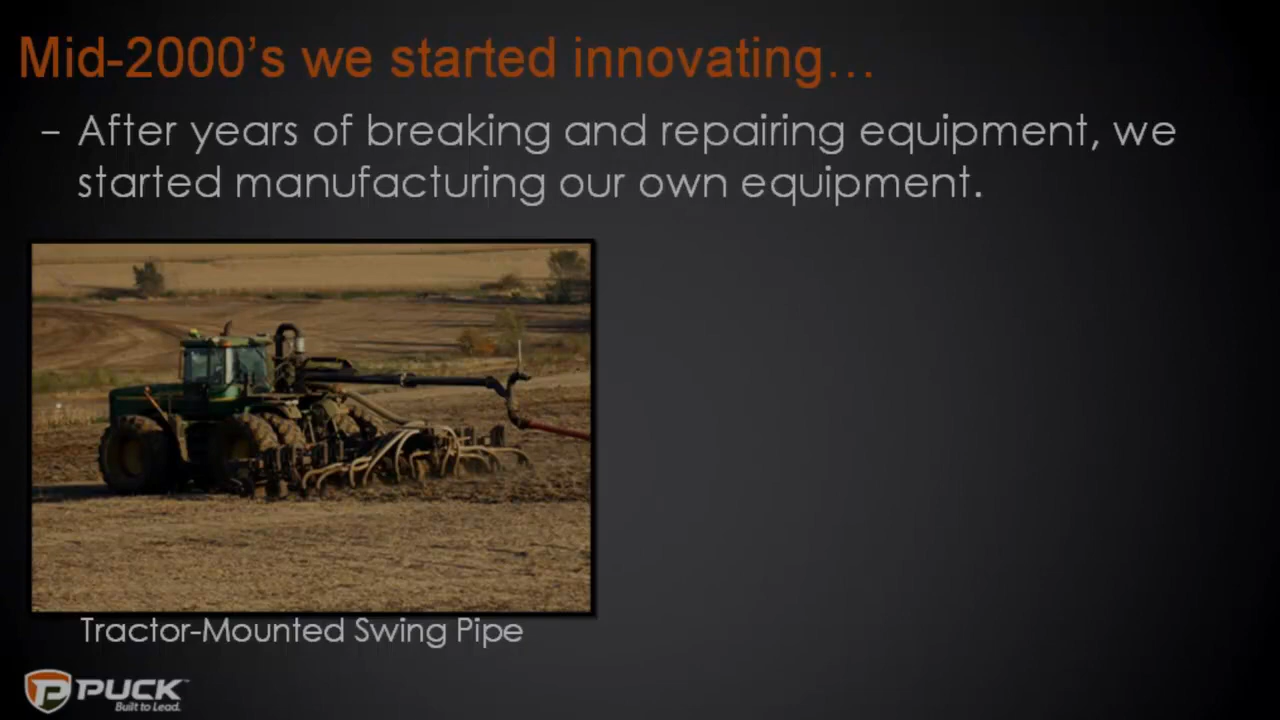 Mid-2000’s we started innovating…
– After years of breaking and repairing equipment, we
started manufacturing our own equipment.
Tractor-Mounted Swing Pipe
PUCK™
Built to Lead.